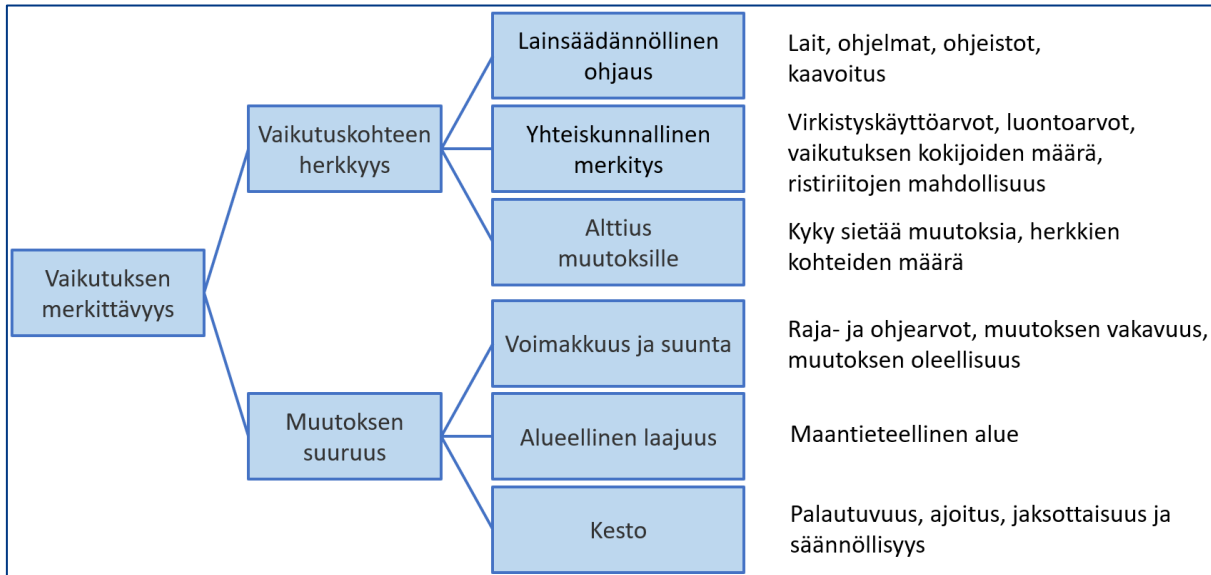 Vaikutuksen
merkittävyys
Vaikutuskohteen
herkkyys
Lainsäädännöllinen
ohjaus
Lait, ohjelmat, ohjeistot,
kaavoitus
Yhteiskunnallinen
merkitys
Virkistyskäyttöarvot, luontoarvot,
vaikutuksen kokijoiden määrä,
ristiriitojen mahdollisuus
Alttius
muutoksille
Kyky sietää muutoksia, herkkien
kohteiden määrä
Muutoksen
suuruus
Voimakkuus ja suunta
Raja- ja ohjearvot, muutoksen vakavuus,
muutoksen oleellisuus
Alueellinen laajuus
Maantieteellinen alue
Kesto
Palautuvuus, ajoitus, jaksottaisuus ja
säännöllisyys